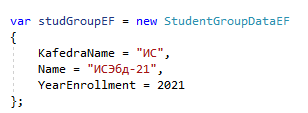 var studGroupEF = new StudentGroupDataEF
{
    KafedraName = "ИС",
    Name = "ИСЭбд-21",
    YearEnrollment = 2021
};